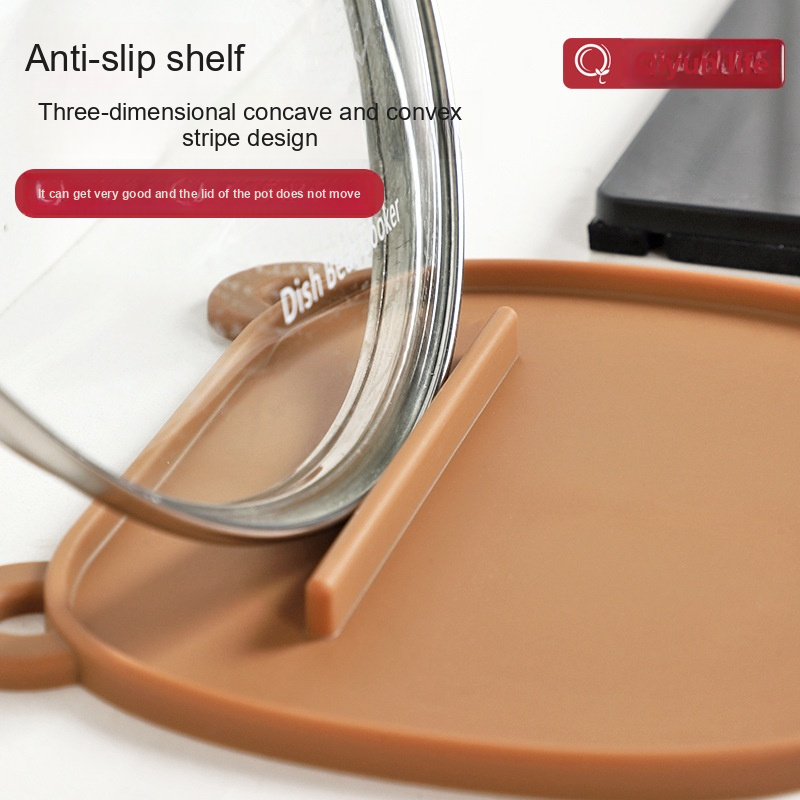 Anti-slip shelf
Three-dimensional concave and convex
stripe design
It can get very good and the lid of the pot does not move
Dish